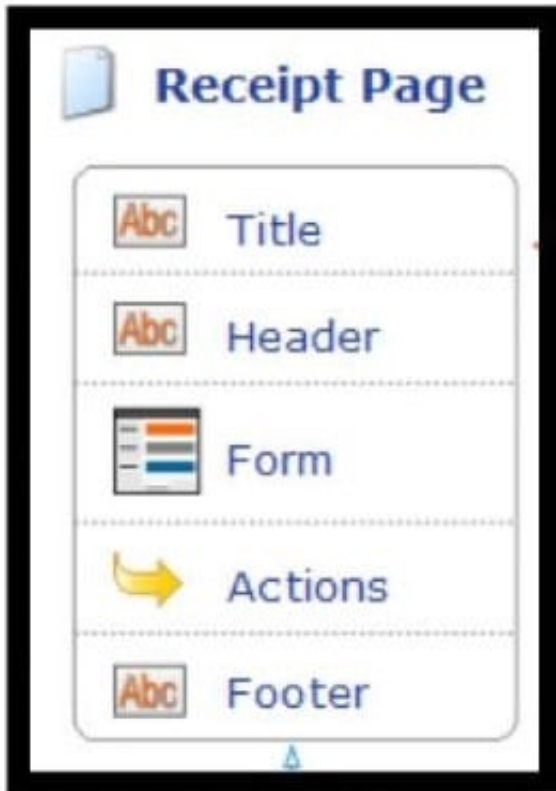 Receipt Page
Abc Title
Abc Header
Form
Actions
Abc Footer